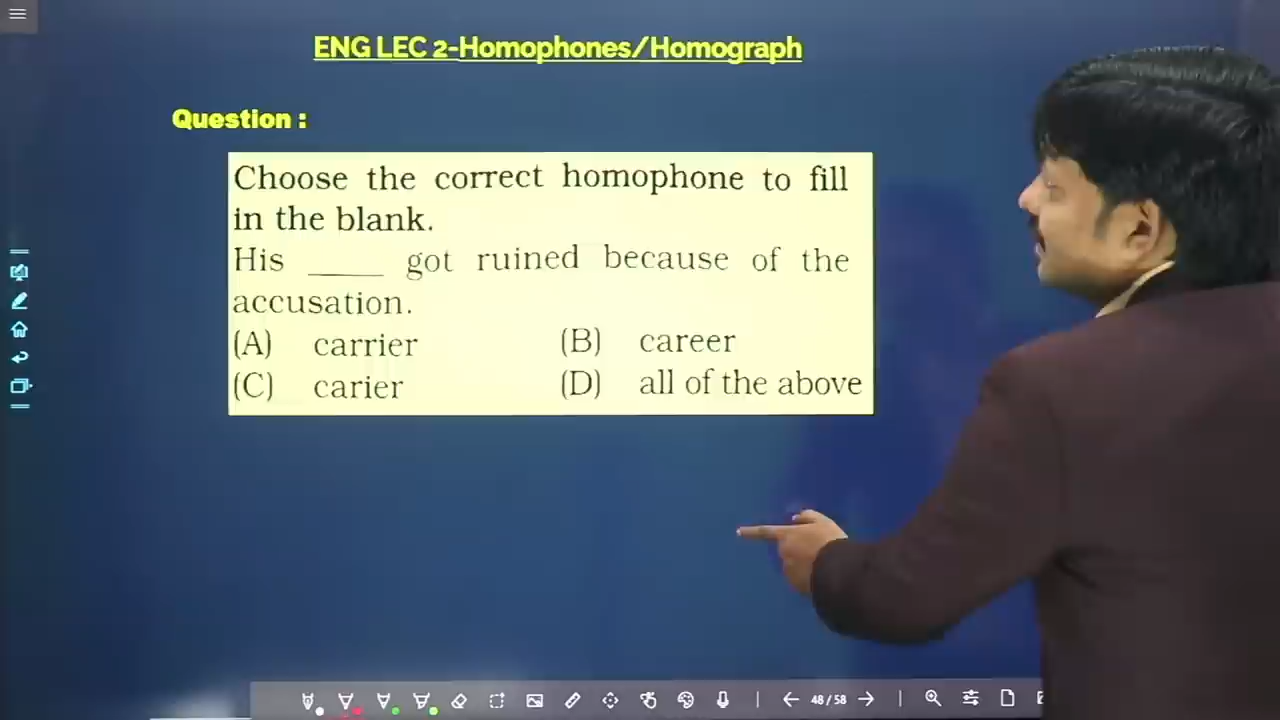 ENG LEC 2-Homophones/Homograph
Question :
Choose the correct homophone to fill
in the blank.
His _____ got ruined because of the
accusation.
(A) carrier (B) career
(C) carier (D) all of the above
48 / 58